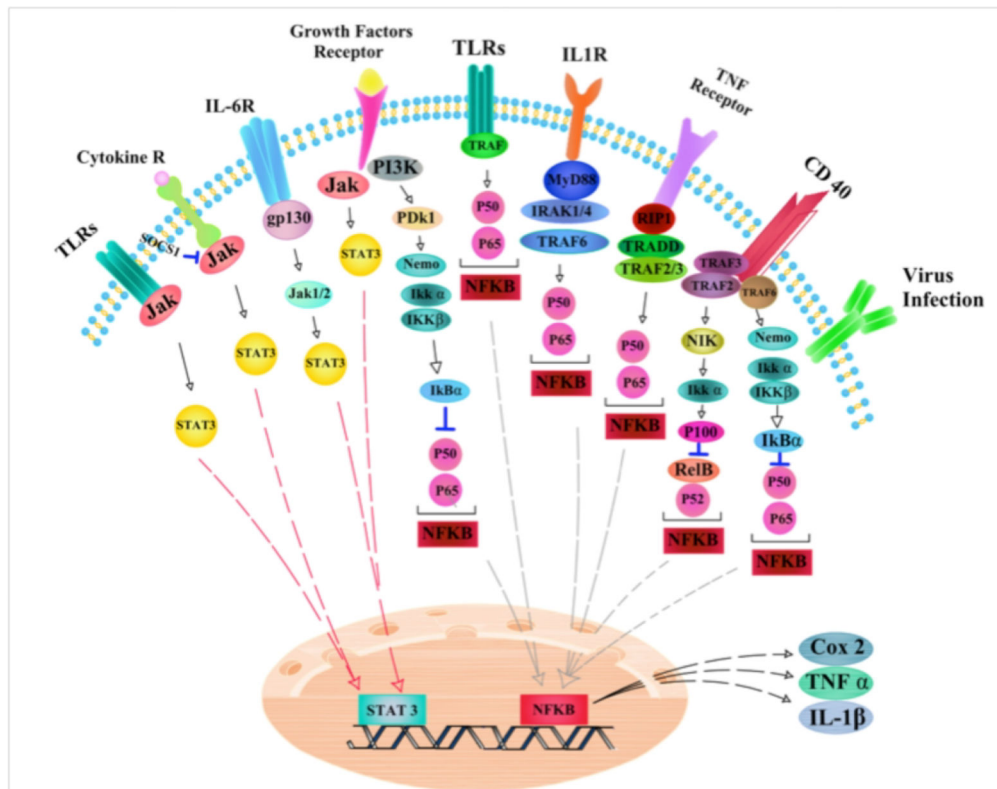 Growth Factors
Receptor
TLRs
IL1R
TNF
Receptor
IL-6R
Cytokine R
CD 40
TLRs
SOCS1
Virus
Infection
Jak
Jak
gp130
Jak
PI3K
PDk1
TRAF
MyD88
IRAK1/4
TRAF6
RIP1
TRADD
TRAF2/3
TRAF3
TRAF2
TRAF6
STAT3
STAT3
Jak1/2
STAT3
STAT3
Nemo
Ikk α
IKKβ
IkBα
P50
P65
NFKB
P50
P65
NFKB
P50
P65
NFKB
P50
P65
NFKB
NIK
Ikk α
P100
RelB
P52
NFKB
Nemo
Ikk α
IKKβ
IkBα
P50
P65
NFKB
STAT 3
NFKB
Cox 2
TNF α
IL-1β